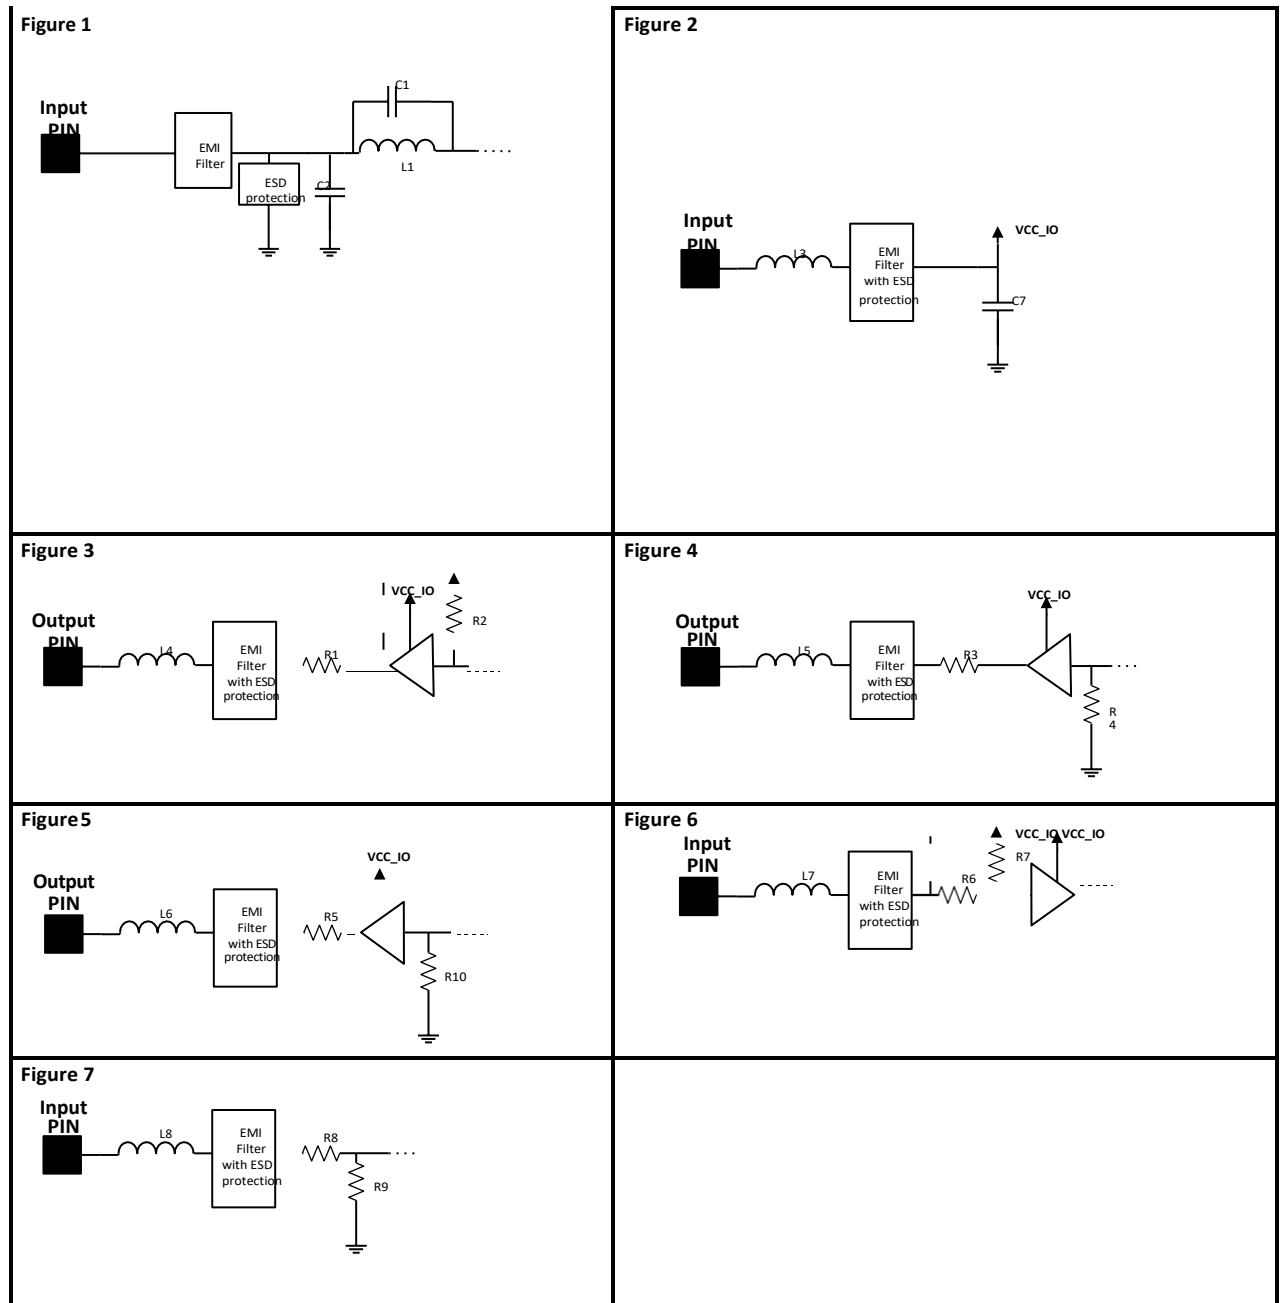 Figure 1
C1
Input
PIN
EMI
Filter
L1
ESD
protection
C2
Figure 2
Input
PIN
L3
EMI
Filter
with ESD
protection
VCC_IO
C7
Figure 3
VCC_IO
R2
Output
PIN
L4
EMI
Filter
with ESD
protection
R1
Figure 4
VCC_IO
Output
PIN
L5
EMI
Filter
with ESD
protection
R3
R
4
Figure5
VCC_IO
Output
PIN
L6
EMI
Filter
with ESD
protection
R5
R10
Figure 6
Input
PIN
L7
EMI
Filter
with ESD
protection
R6
VCC_IO VCC_IO
R7
Figure 7
Input
PIN
L8
EMI
Filter
with ESD
protection
R8
R9